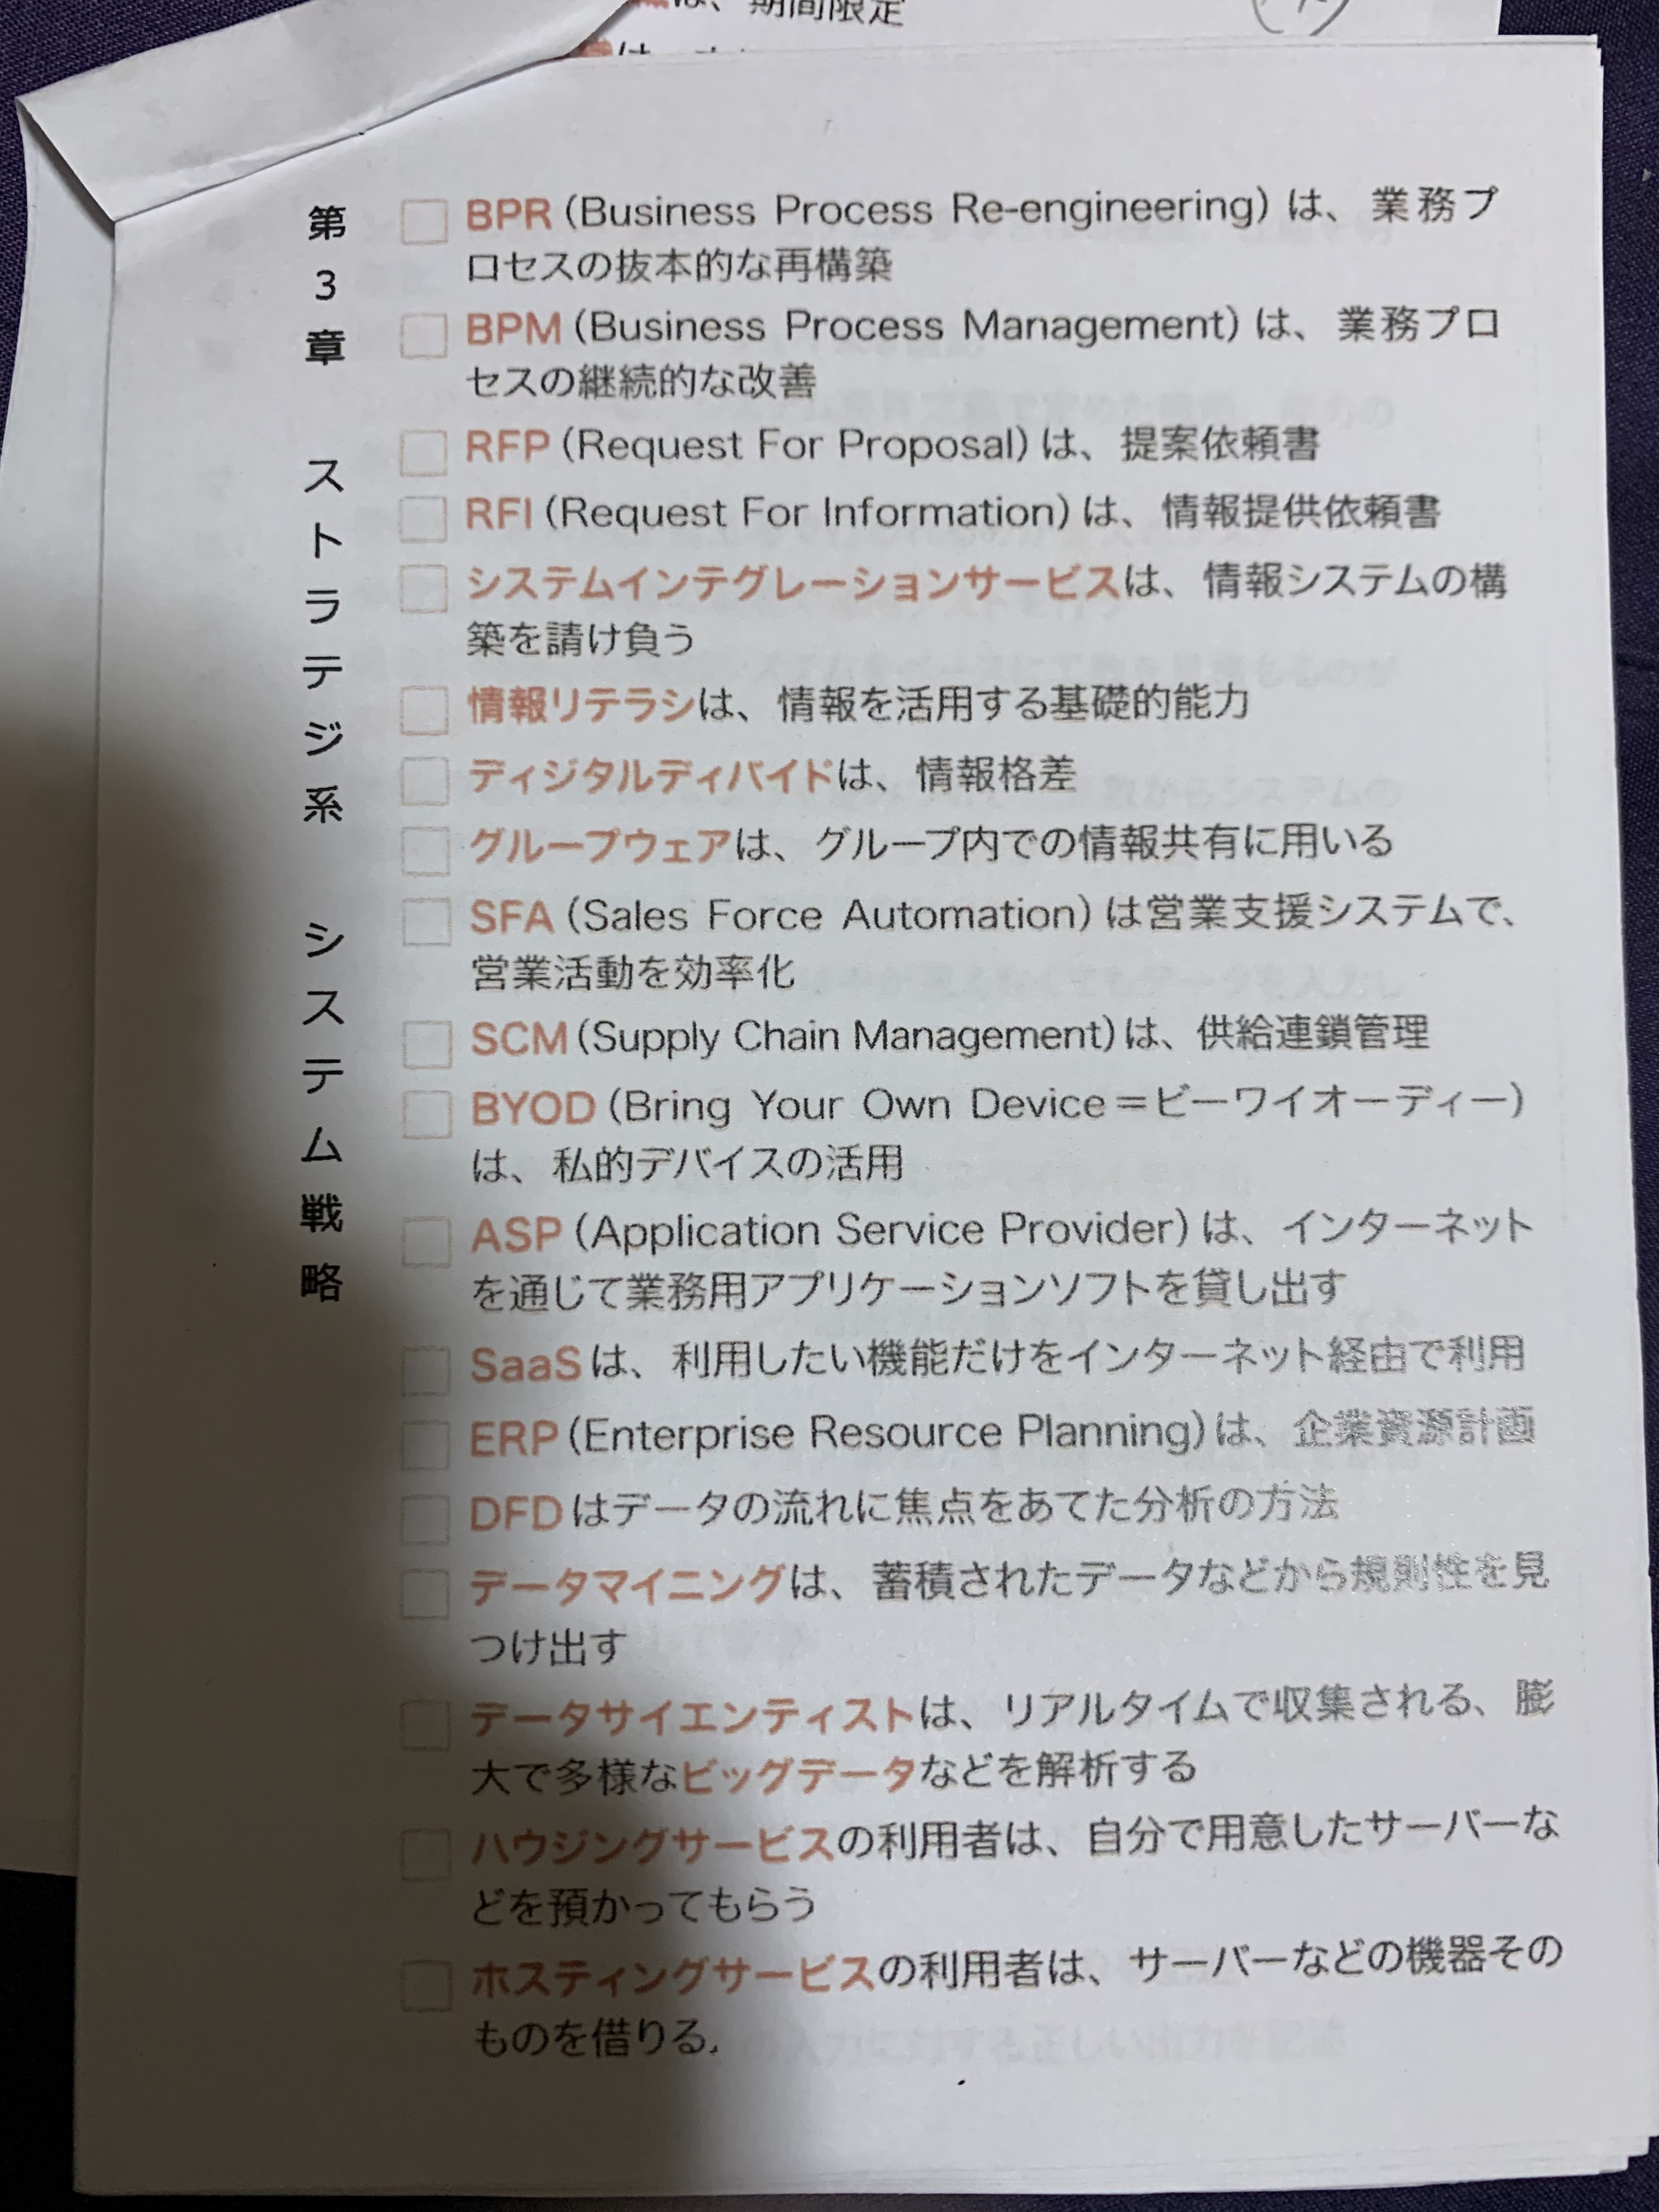 は、期間限定
第3章 ストラテジ系 システム戦略
BPR (Business Process Re-engineering) は、業務プ
ロセスの抜本的な再構築
BPM (Business Process Management) は、業務プロ
セスの継続的な改善
RFP (Request For Proposal) は、提案依頼書
RFI (Request For Information) は、情報提供依頼書
システムインテグレーションサービスは、情報システムの構
築を請け負う
情報リテラシは、情報を活用する基礎的能力
ディジタルディバイドは、情報格差
グループウェアは、グループ内での情報共有に用いる
SFA (Sales Force Automation) は営業支援システムで、
営業活動を効率化
SCM (Supply Chain Management) は、供給連鎖管理
BYOD (Bring Your Own Device=ビーワイオーディー)
は、私的デバイスの活用
ASP (Application Service Provider) は、インターネット
を通じて業務用アプリケーションソフトを貸し出す
SaaSは、利用したい機能だけをインターネット経由で利用
ERP (Enterprise Resource Planning) は、企業資源計画
DFDはデータの流れに焦点をあてた分析の方法
データマイニングは、蓄積されたデータなどから規則性を見
つけ出す
データサイエンティストは、リアルタイムで収集される、膨
大で多様なビッグデータなどを解析する
ハウジングサービスの利用者は、自分で用意したサーバーな
どを預かってもらう
ホスティングサービスの利用者は、サーバーなどの機器その
ものを借りる.